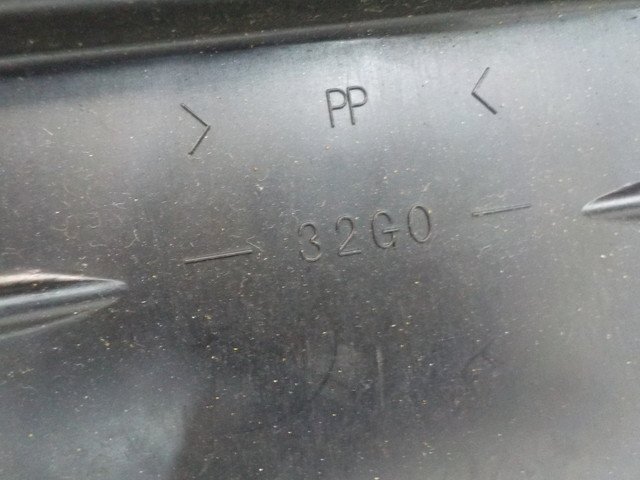 > PP <
— 32G0 —